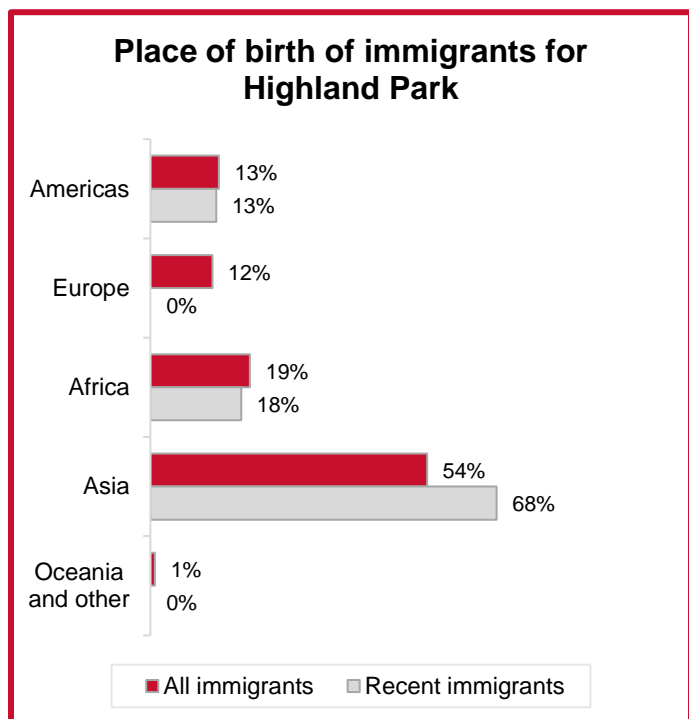 Place of birth of immigrants for
Highland Park
Americas
13%
13%
Europe
12%
0%
Africa
19%
18%
Asia
54%
68%
Oceania
and other
1%
0%
All immigrants
Recent immigrants